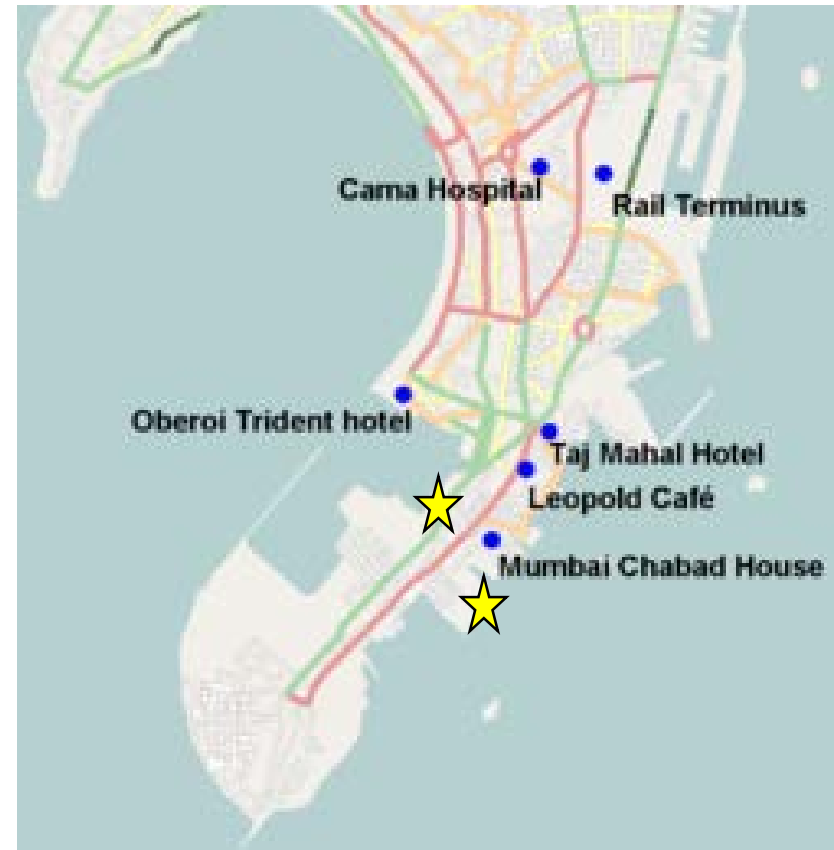 Cama Hospital
Rail Terminus
Oberoi Trident hotel
Taj Mahal Hotel
Leopold Café
Mumbai Chabad House